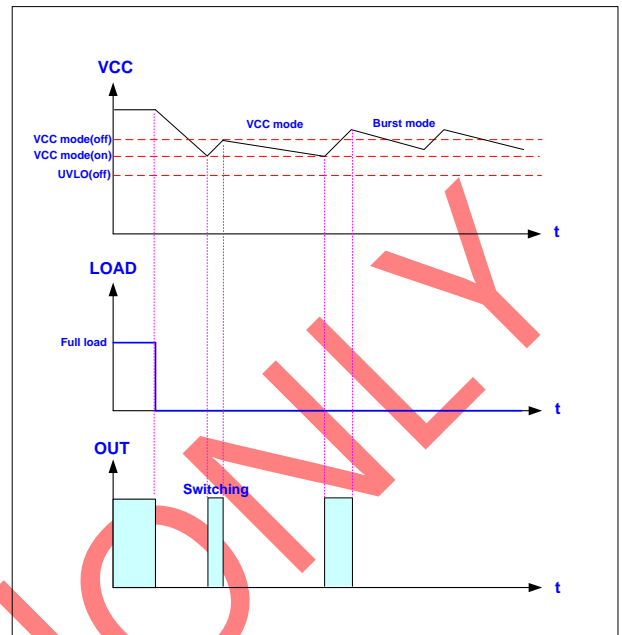 VCC
VCC mode
Burst mode
VCC mode(off)
VCC mode(on)
UVLO(off)
t
LOAD
Full load
t
OUT
Switching
t
ONLY